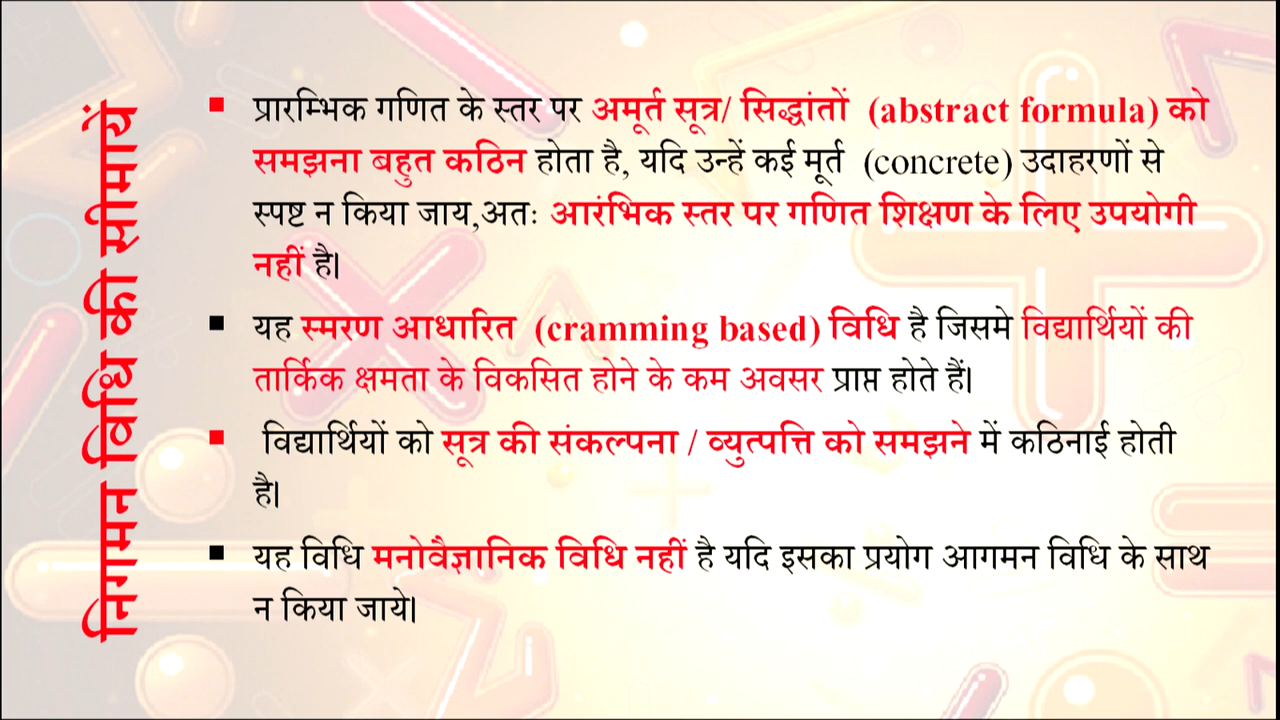 निगमन विधि की सीमायें
▪ प्रारम्भिक गणित के स्तर पर अमूर्त सूत्र/ सिद्धांतों (abstract formula) को
समझना बहुत कठिन होता है, यदि उन्हें कई मूर्त (concrete) उदाहरणों से
स्पष्ट न किया जाय,अतः आरंभिक स्तर पर गणित शिक्षण के लिए उपयोगी
नहीं है।
▪ यह स्मरण आधारित (cramming based) विधि है जिसमे विद्यार्थियों की
तार्किक क्षमता के विकसित होने के कम अवसर प्राप्त होते हैं।
▪ विद्यार्थियों को सूत्र की संकल्पना / व्युत्पत्ति को समझने में कठिनाई होती
है।
▪ यह विधि मनोवैज्ञानिक विधि नहीं है यदि इसका प्रयोग आगमन विधि के साथ
न किया जाये।